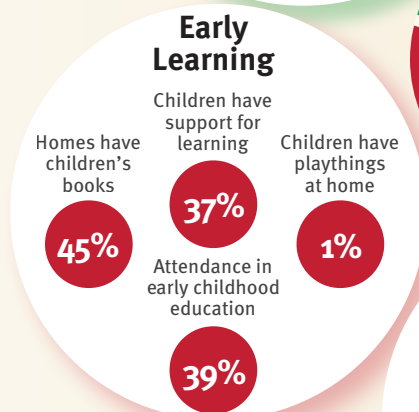 Early
Learning
Children have
support for
learning
37%
Homes have
children's
books
45%
Children have
playthings
at home
1%
Attendance in
early childhood
education
39%